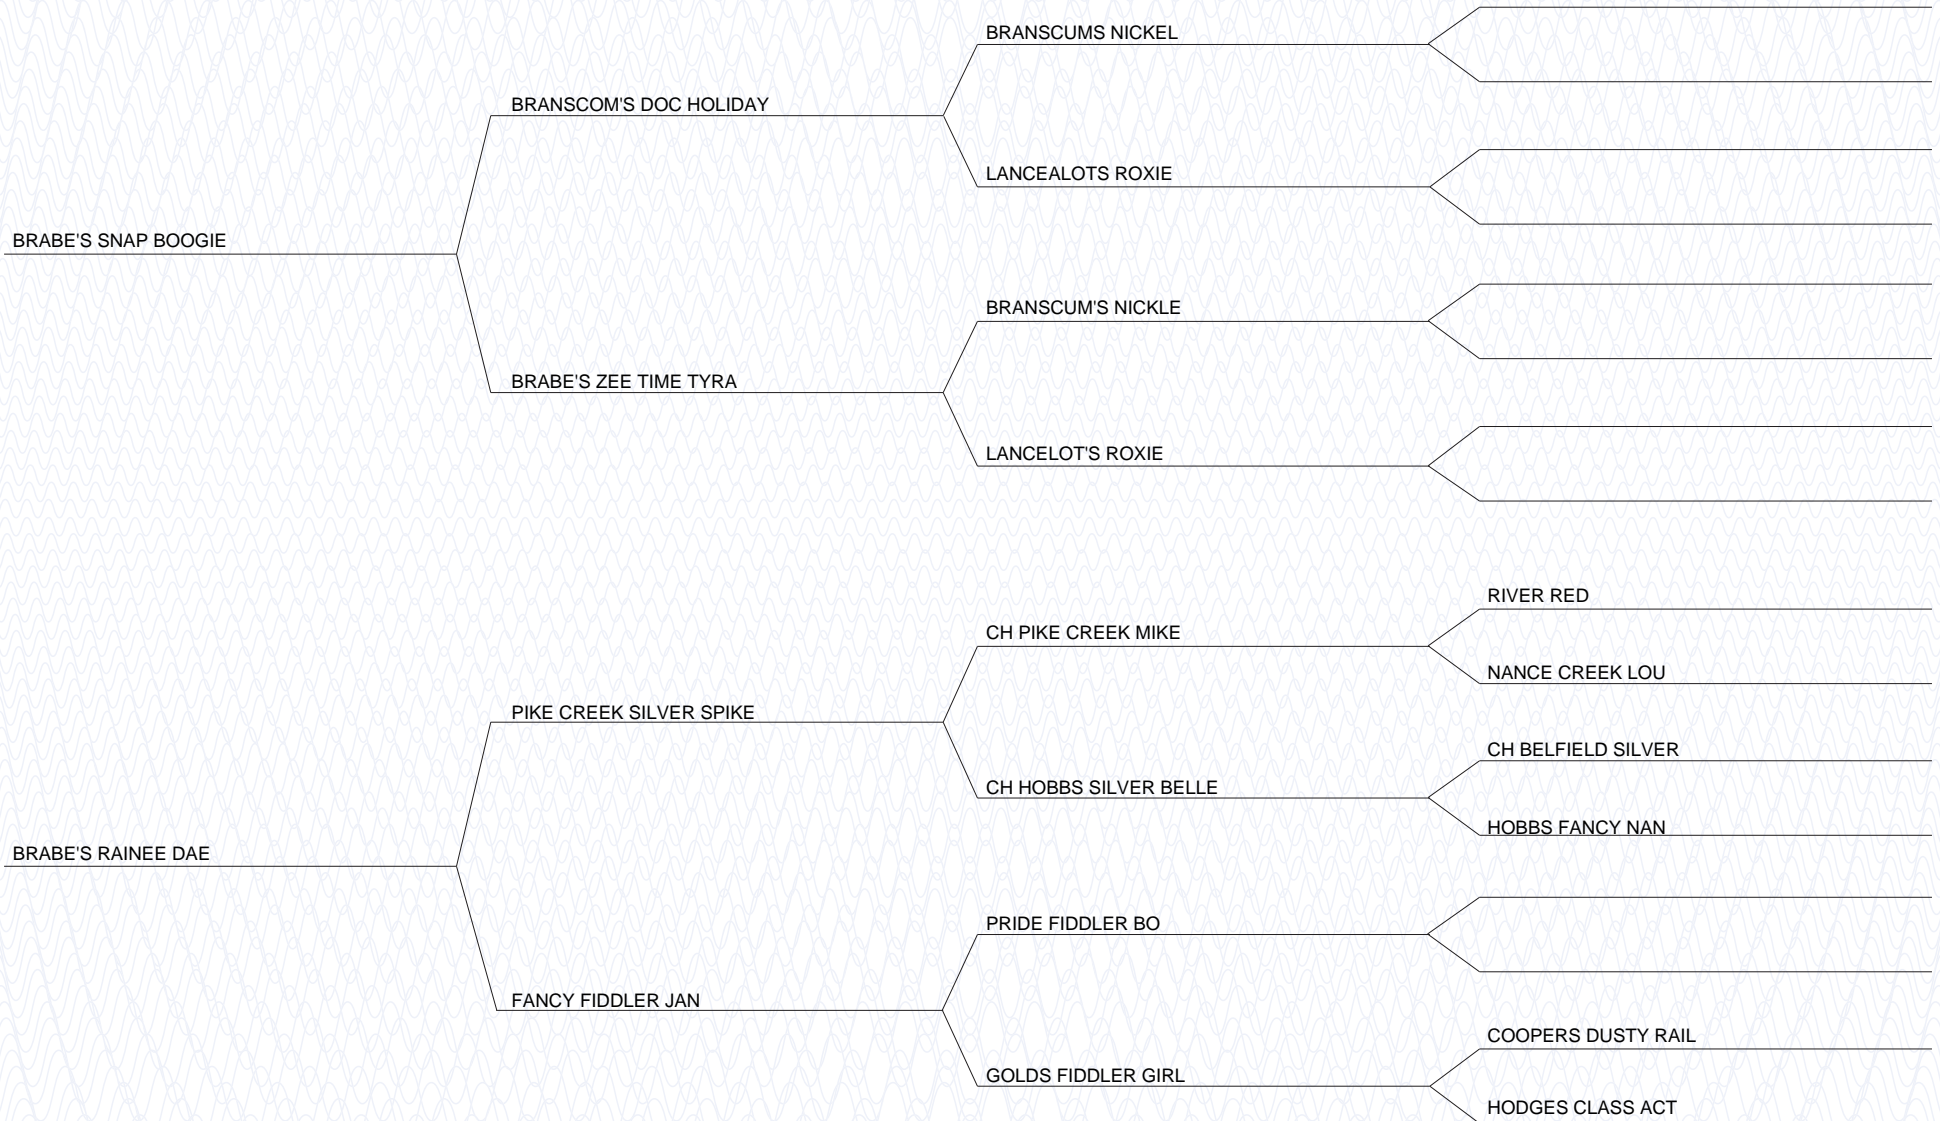 BRANSCUMS NICKEL
BRANSCOM'S DOC HOLIDAY
LANCEALOTS ROXIE
BRABE'S SNAP BOOGIE
BRANSCUM'S NICKLE
BRABE'S ZEE TIME TYRA
LANCELOT'S ROXIE
RIVER RED
CH PIKE CREEK MIKE
NANCE CREEK LOU
PIKE CREEK SILVER SPIKE
CH BELFIELD SILVER
CH HOBBS SILVER BELLE
HOBBS FANCY NAN
BRABE'S RAINEE DAE
PRIDE FIDDLER BO
FANCY FIDDLER JAN
COOPERS DUSTY RAIL
GOLDS FIDDLER GIRL
HODGES CLASS ACT